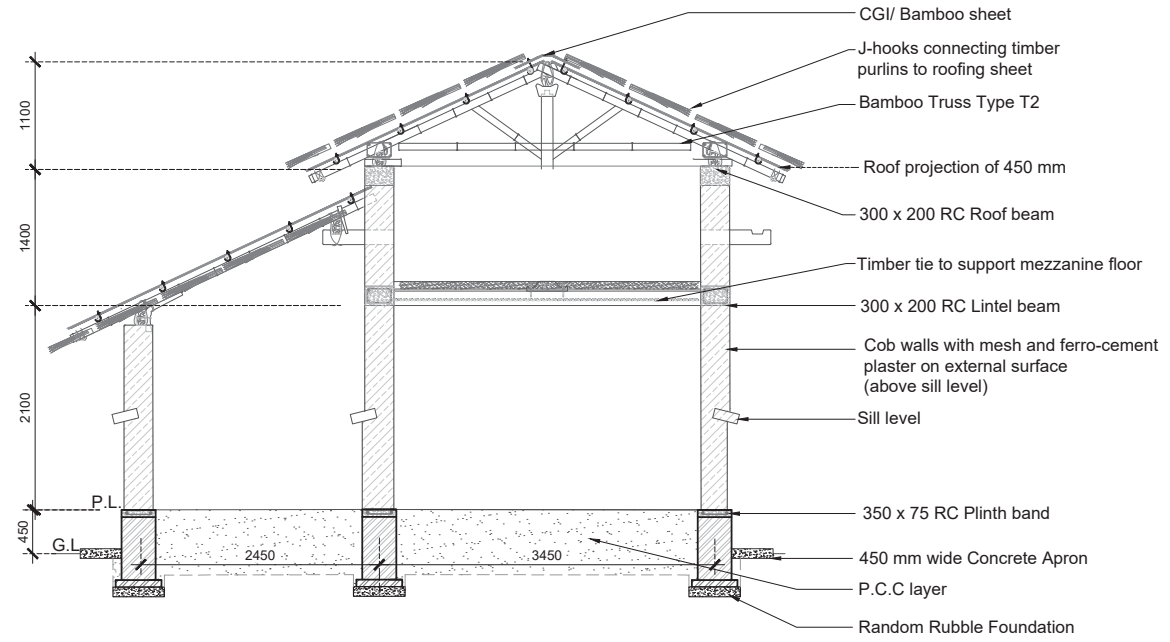 CGI/ Bamboo sheet
J-hooks connecting timber
purlins to roofing sheet
Bamboo Truss Type T2
Roof projection of 450 mm
300 x 200 RC Roof beam
Timber tie to support mezzanine floor
300 x 200 RC Lintel beam
Cob walls with mesh and ferro-cement
plaster on external surface
(above sill level)
Sill level
350 x 75 RC Plinth band
450 mm wide Concrete Apron
P.C.C layer
Random Rubble Foundation
1100
1400
2100
450
P.L.
G.L
2450
3450